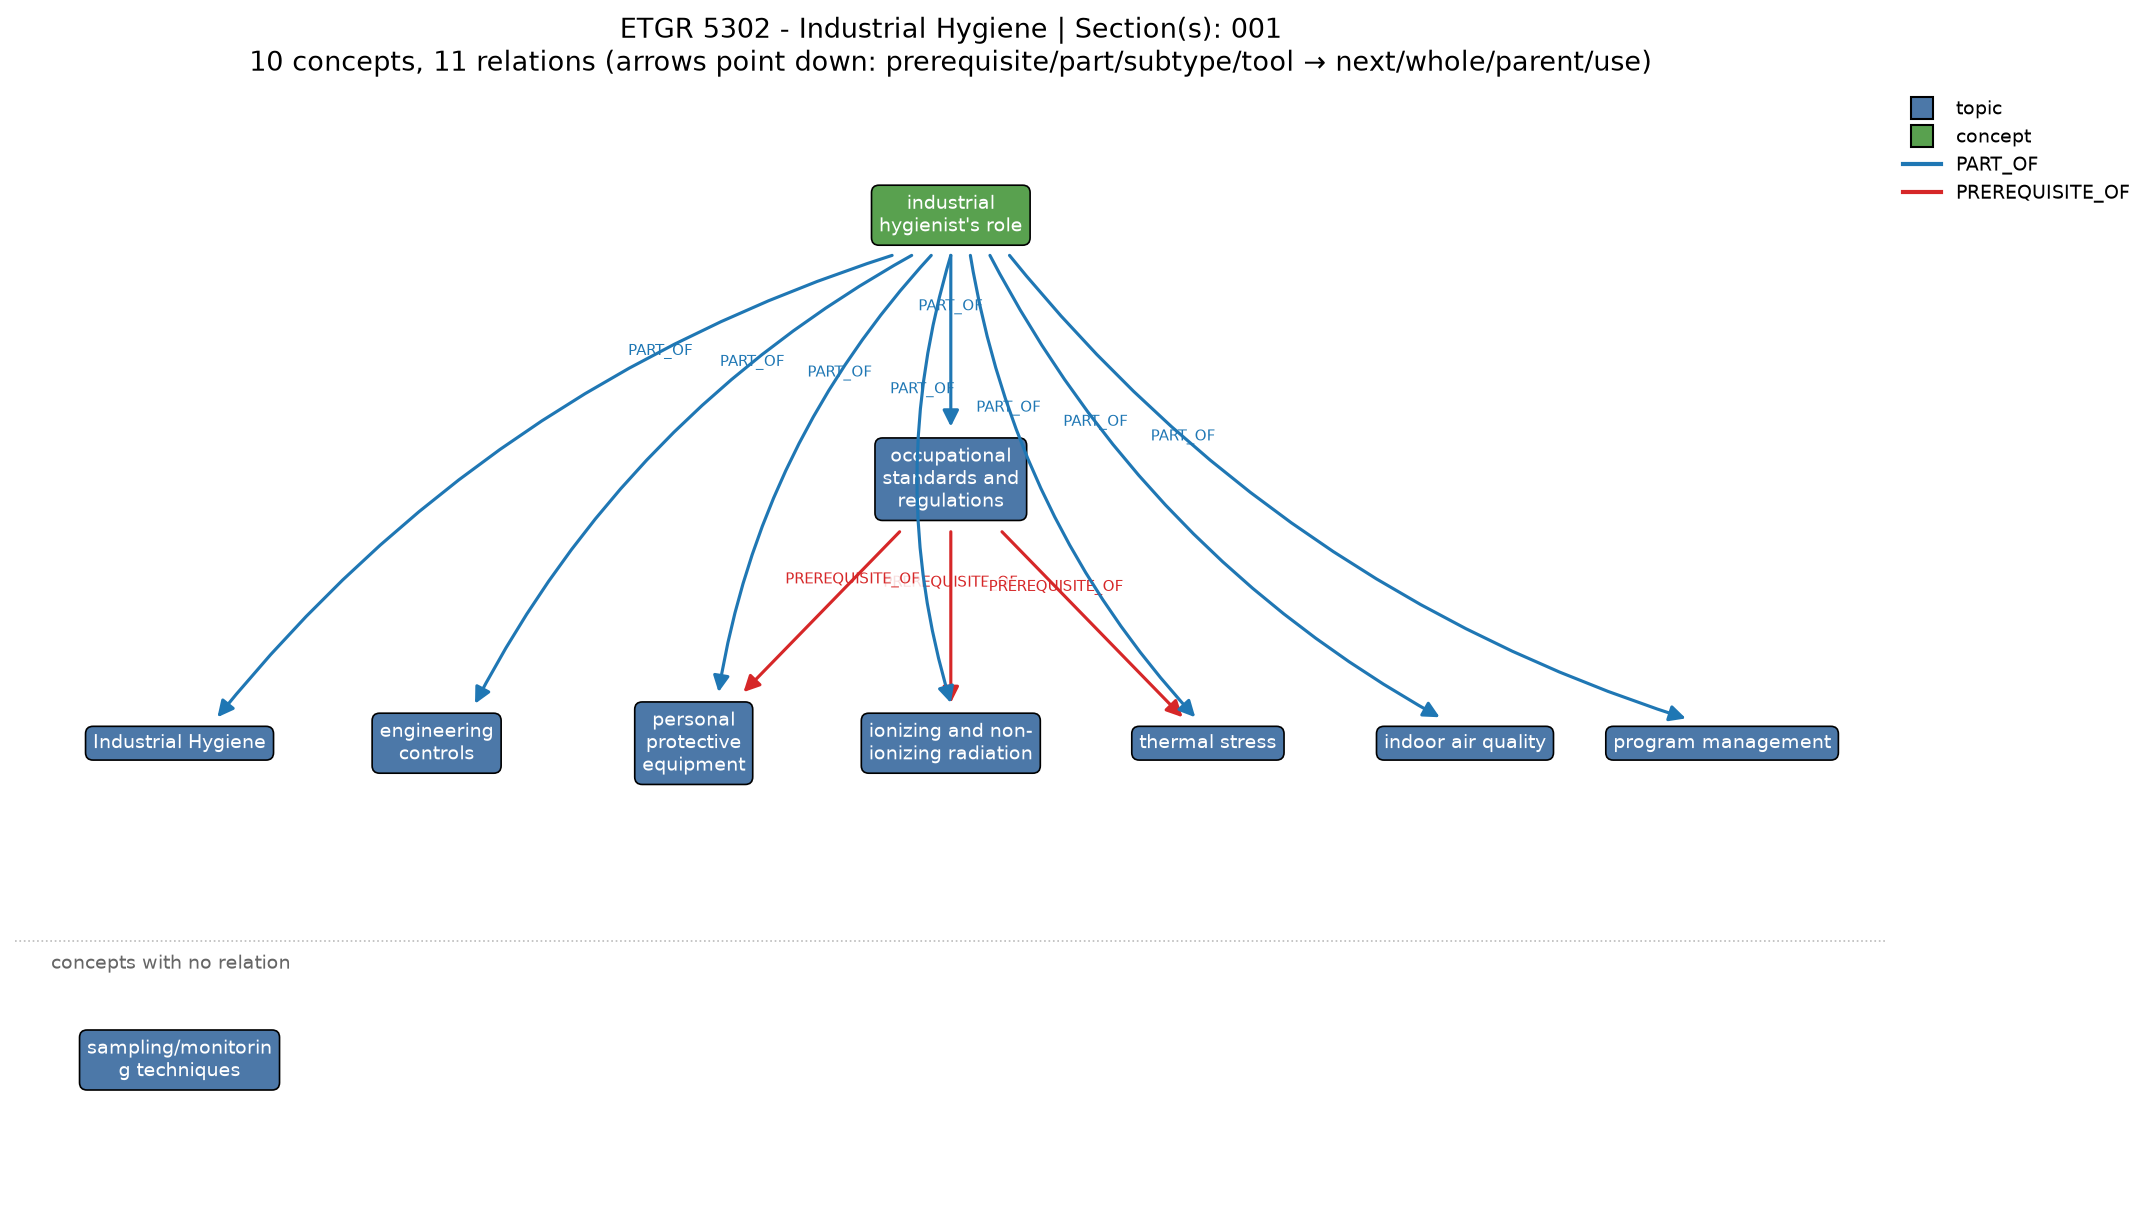 ETGR 5302 - Industrial Hygiene | Section(s): 001
10 concepts, 11 relations (arrows point down: prerequisite/part/subtype/tool → next/whole/parent/use)
topic
concept
PART_OF
PREREQUISITE_OF
industrial
hygienist's role
PART_OF
PART_OF
PART_OF
PART_OF
PART_OF
PART_OF
PART_OF
PART_OF
occupational
standards and
regulations
PREREQUISITE_OF
PREREQUISITE_OF
PREREQUISITE_OF
Industrial Hygiene
engineering
controls
personal
protective
equipment
ionizing and non-
ionizing radiation
thermal stress
indoor air quality
program management
concepts with no relation
sampling/monitorin
g techniques